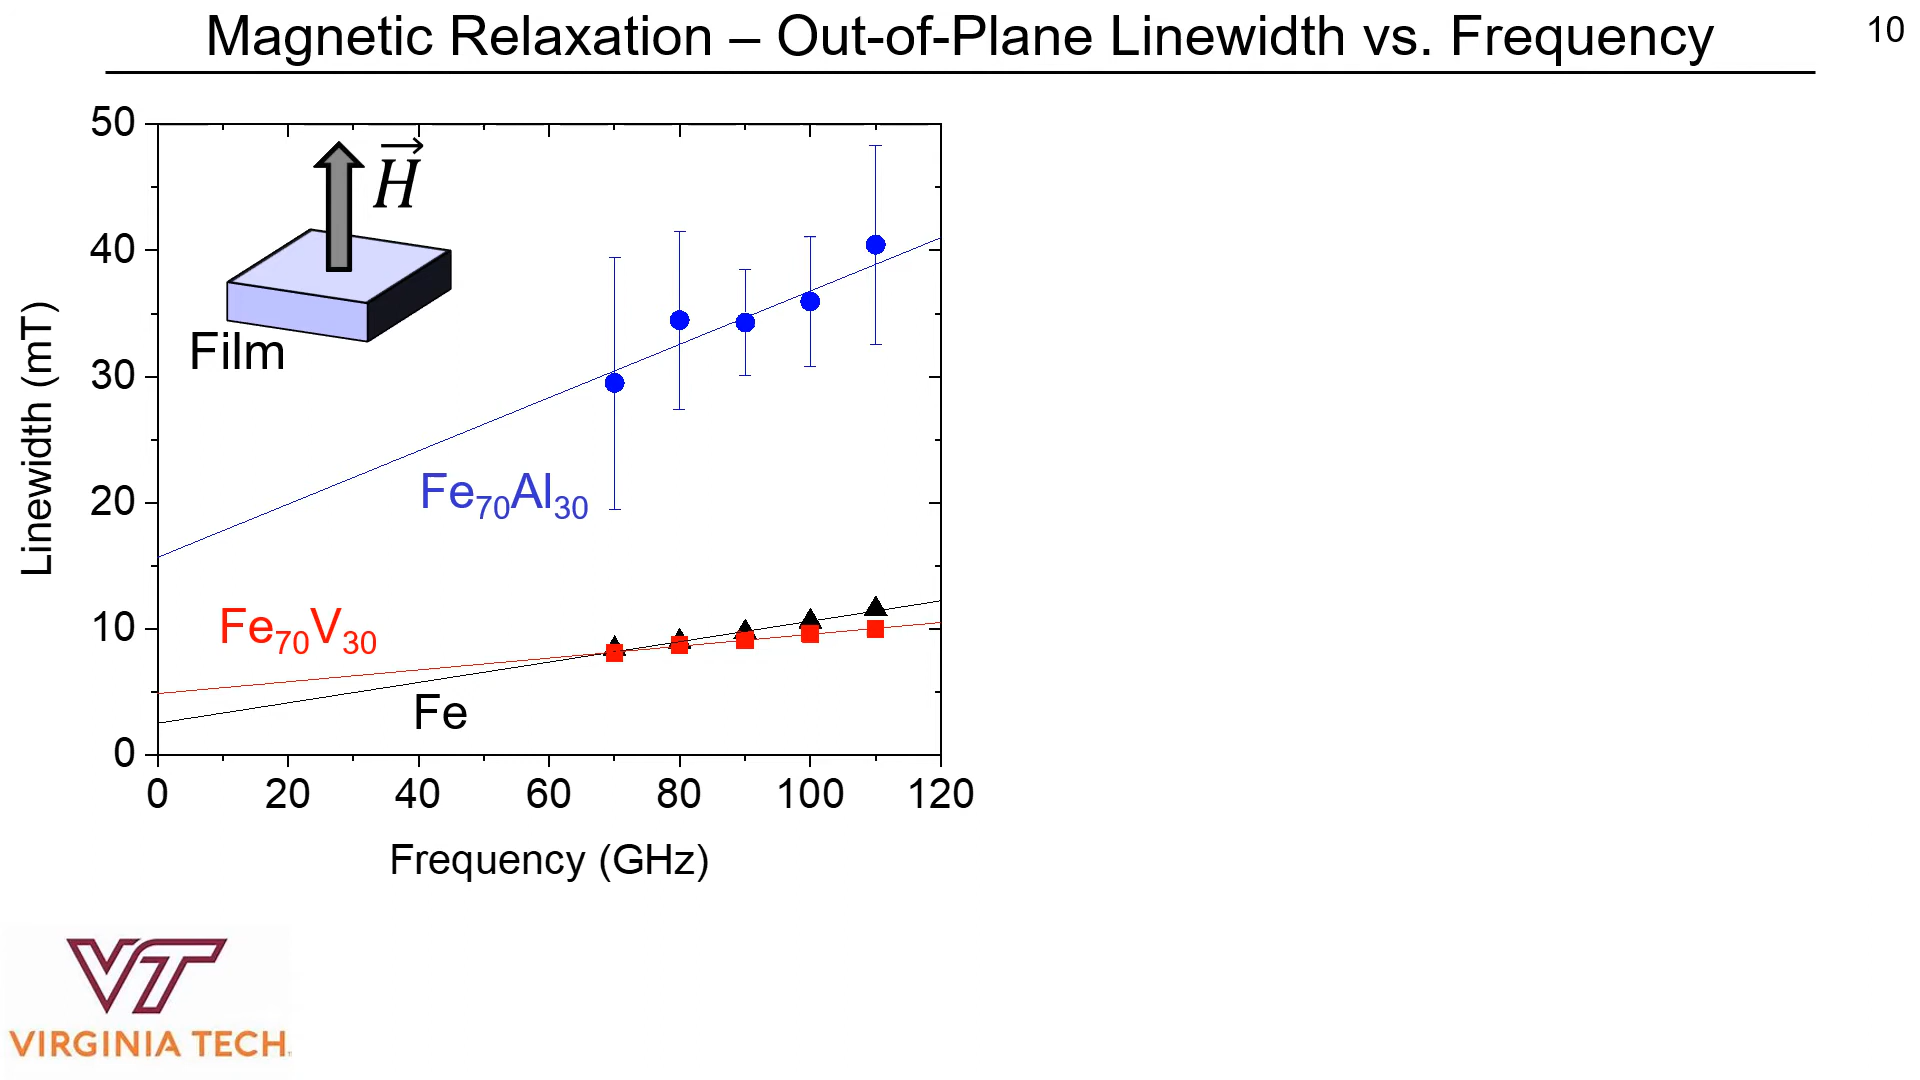 Magnetic Relaxation – Out-of-Plane Linewidth vs. Frequency
10
50
40
30
20
10
0
Linewidth (mT)
H⃗
Film
Fe₇₀Al₃₀
Fe₇₀V₃₀
Fe
0 20 40 60 80 100 120
Frequency (GHz)
VT
VIRGINIA TECH